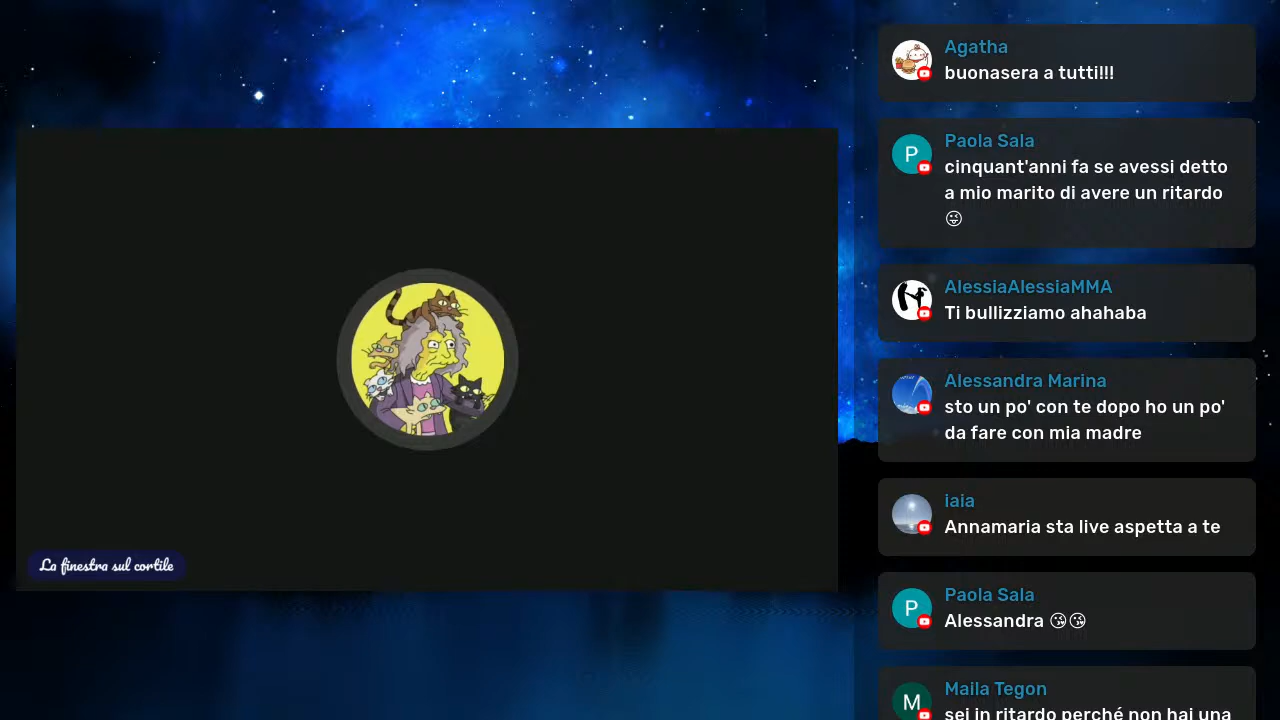 Agatha
buonasera a tutti!!!
Paola Sala
cinquant'anni fa se avessi detto
a mio marito di avere un ritardo
😜
AlessiaAlessiaMMA
Ti bullizziamo ahahaba
Alessandra Marina
sto un po' con te dopo ho un po'
da fare con mia madre
iaia
Annamaria sta live aspetta a te
La finestra sul cortile
Paola Sala
Alessandra 😘😘
Maila Tegon
sei in ritardo perché non hai una